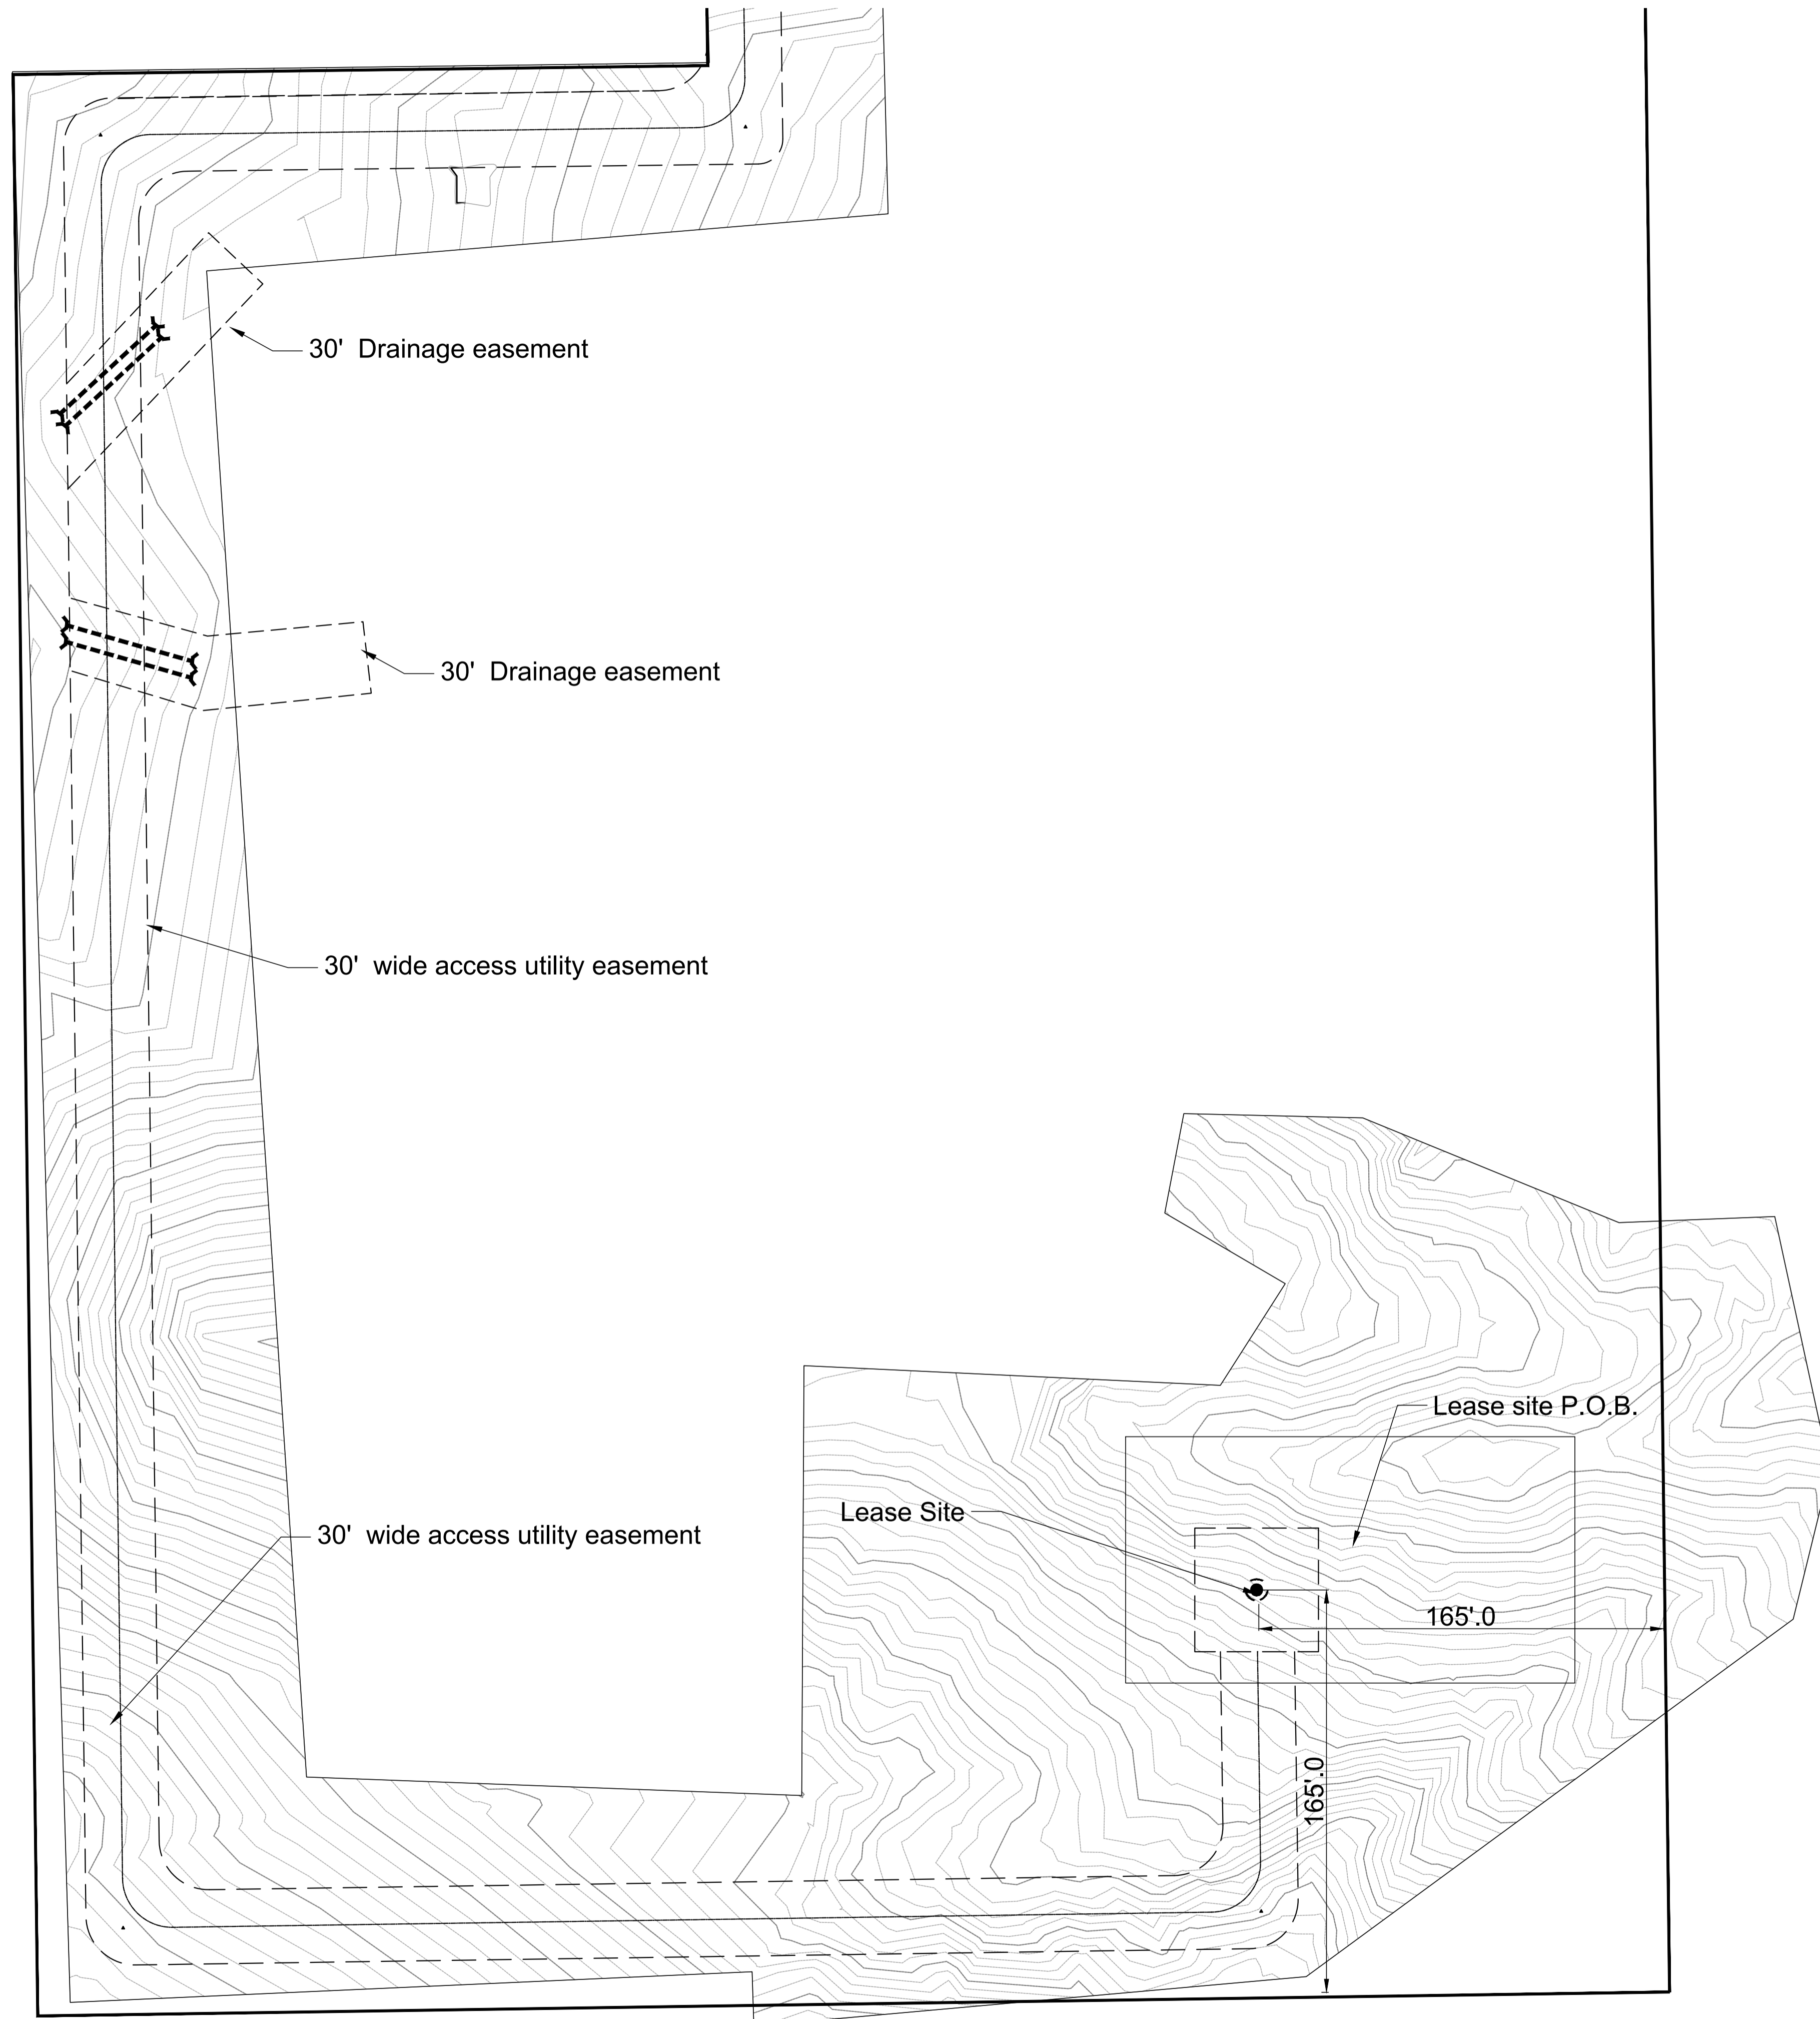 30'  Drainage easement
30'  Drainage easement
30'  wide access utility easement
Lease site P.O.B.
Lease Site
30'  wide access utility easement
165'.0
165'.0